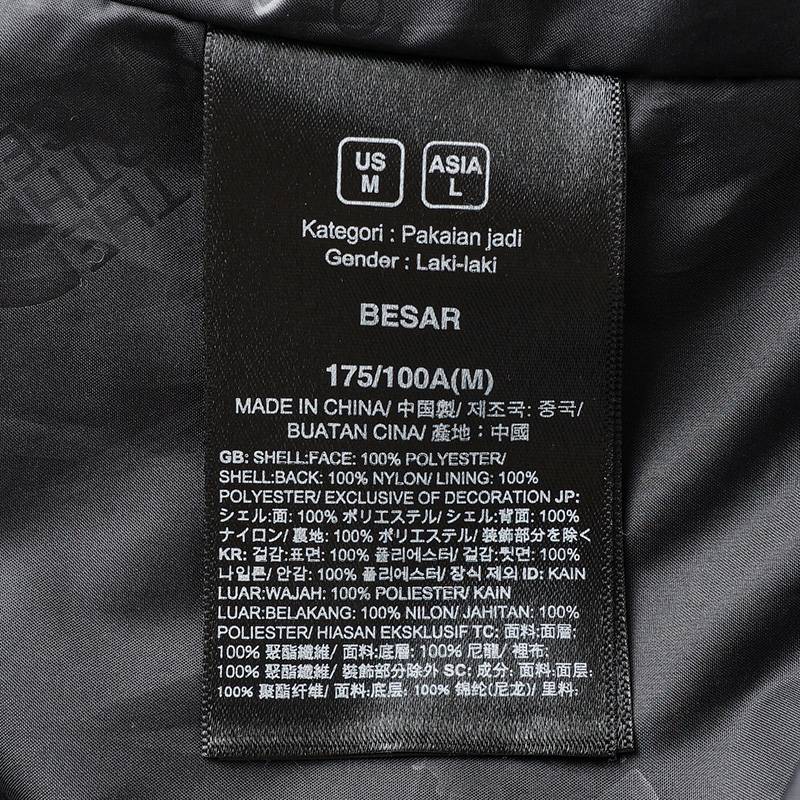 US
M
ASIA
L
Kategori : Pakaian jadi
Gender : Laki-laki
BESAR
175/100A(M)
MADE IN CHINA/ 中国製/ 제조국: 중국/
BUATAN CINA/ 產地：中國
GB: SHELL:FACE: 100% POLYESTER/
SHELL:BACK: 100% NYLON/ LINING: 100%
POLYESTER/ EXCLUSIVE OF DECORATION JP:
シェル:面: 100% ポリエステル/ シェル:背面: 100%
ナイロン/ 裏地: 100% ポリエステル/ 装飾部分を除く
KR: 겉감:표면: 100% 폴리에스터/ 겉감:뒷면: 100%
나일론/ 안감: 100% 폴리에스터/ 장식 제외 ID: KAIN
LUAR:WAJAH: 100% POLIESTER/ KAIN
LUAR:BELAKANG: 100% NILON/ JAHITAN: 100%
POLIESTER/ HIASAN EKSKLUSIF TC: 面料:面層:
100% 聚酯纖維/ 面料:底層: 100% 尼龍/ 裡布:
100% 聚酯纖維/ 裝飾部分除外 SC: 成分: 面料:面层:
100% 聚酯纤维/ 面料:底层: 100% 锦纶(尼龙)/ 里料: